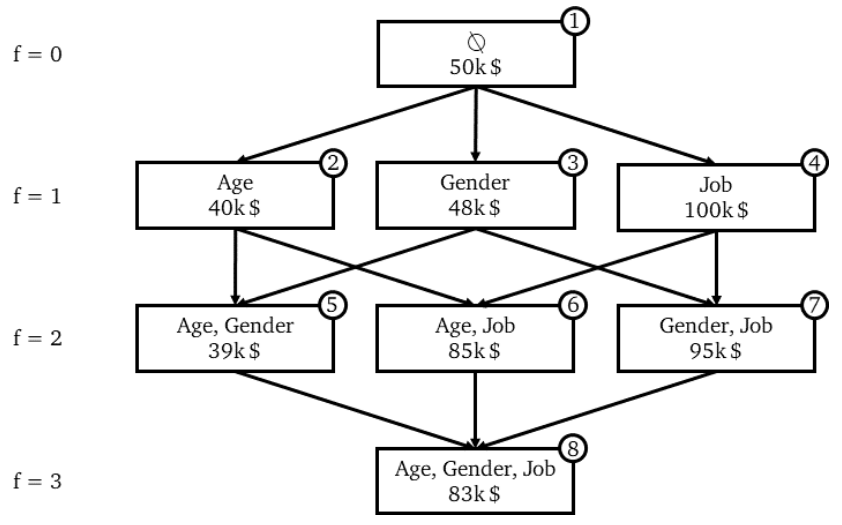 f = 0
1
∅
50k $
f = 1
2
Age
40k $
3
Gender
48k $
4
Job
100k $
f = 2
5
Age, Gender
39k $
6
Age, Job
85k $
7
Gender, Job
95k $
f = 3
8
Age, Gender, Job
83k $